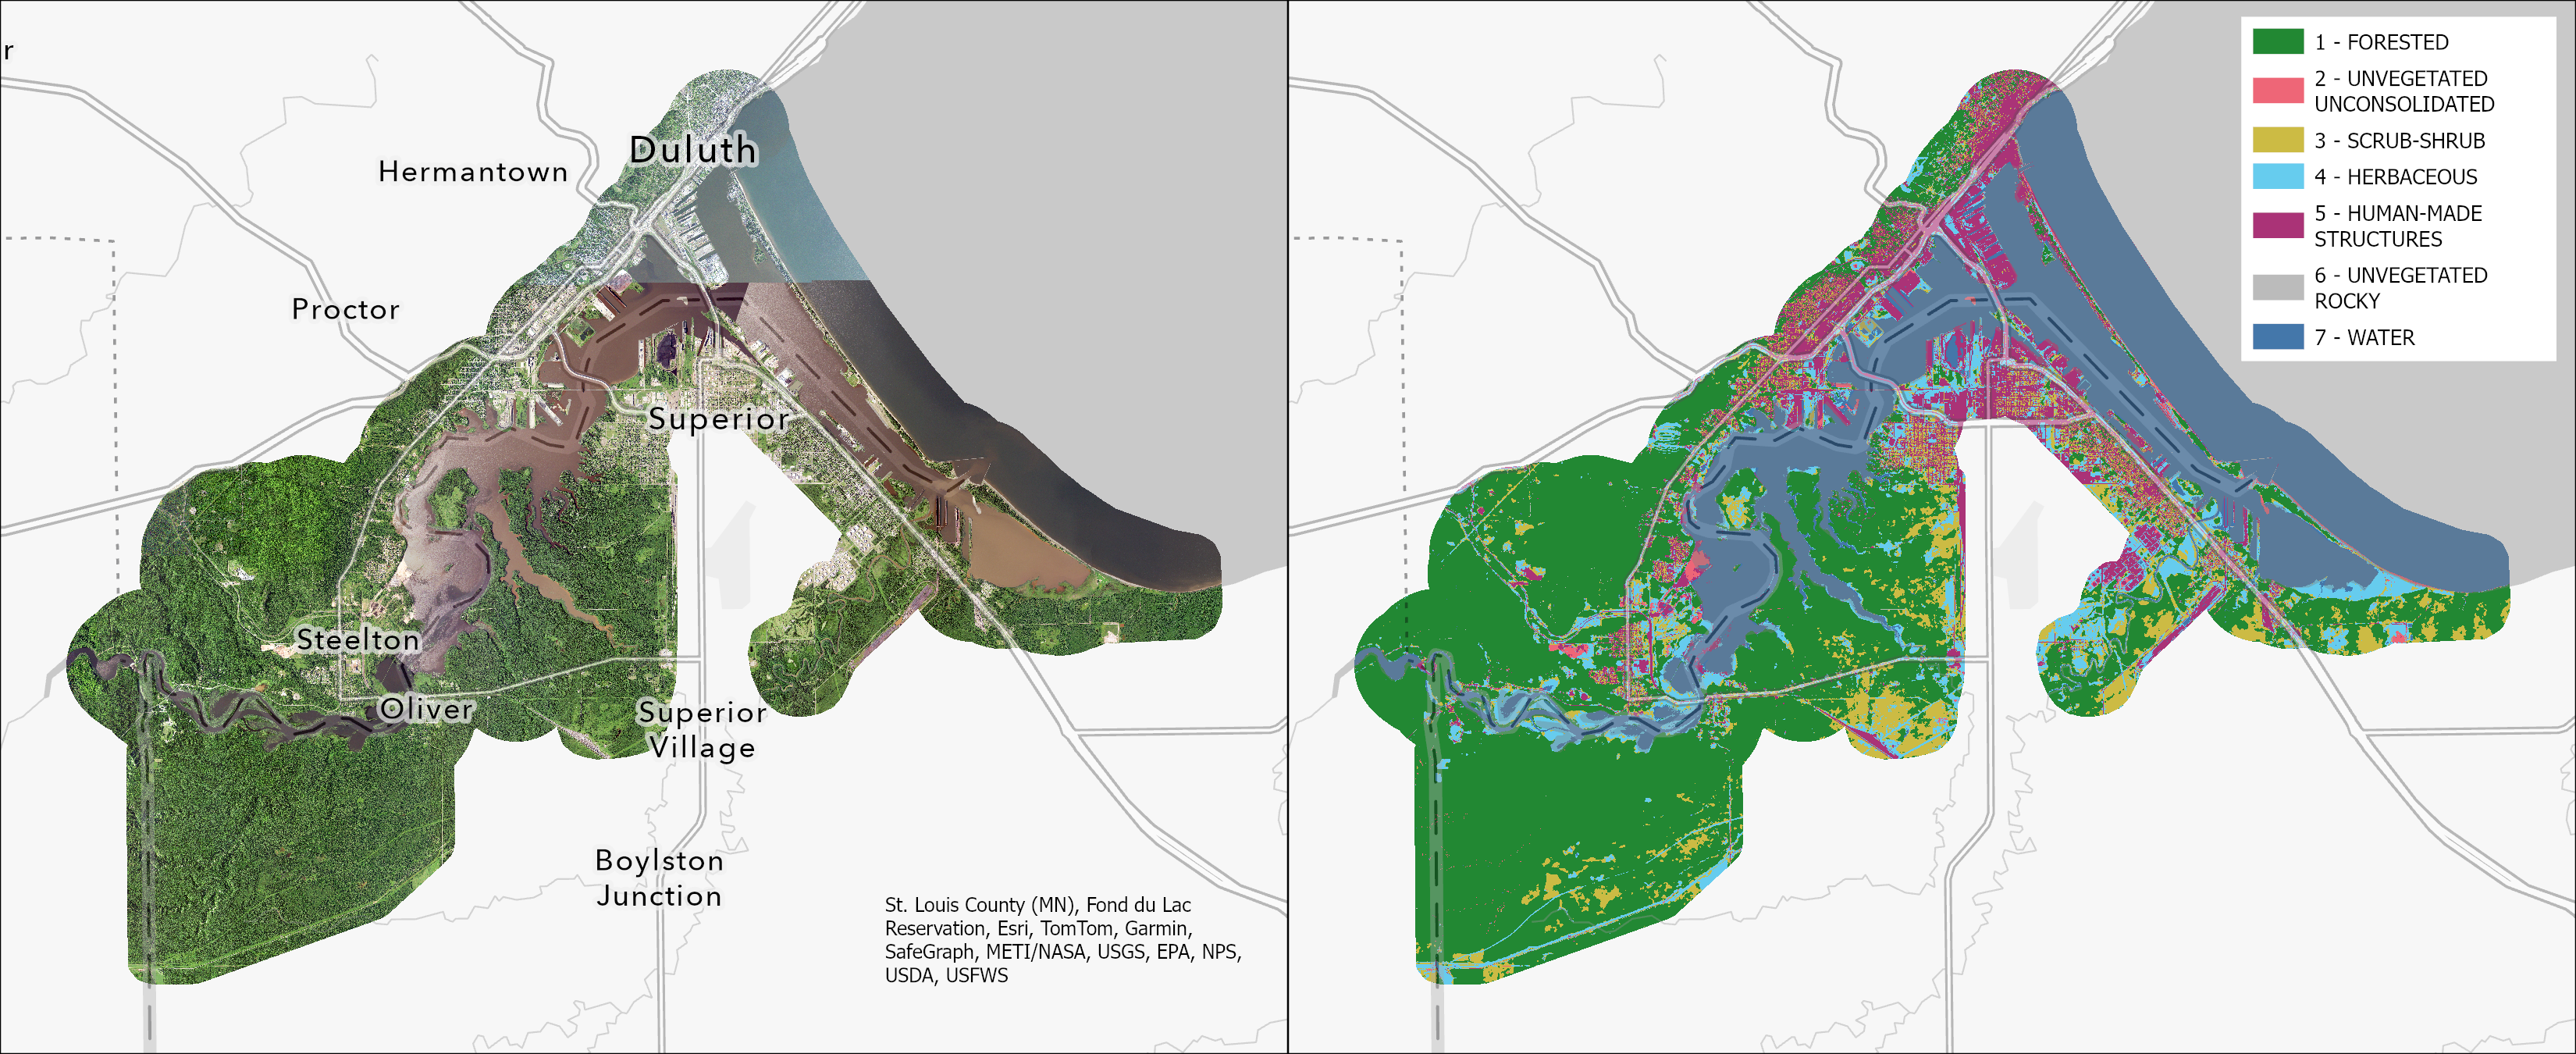 r
Duluth
Hermantown
Proctor
Superior
Steelton
Oliver
Superior
Village
Boylston
Junction
St. Louis County (MN), Fond du Lac
Reservation, Esri, TomTom, Garmin,
SafeGraph, METI/NASA, USGS, EPA, NPS,
USDA, USFWS
1 - FORESTED
2 - UNVEGETATED
UNCONSOLIDATED
3 - SCRUB-SHRUB
4 - HERBACEOUS
5 - HUMAN-MADE
STRUCTURES
6 - UNVEGETATED
ROCKY
7 - WATER